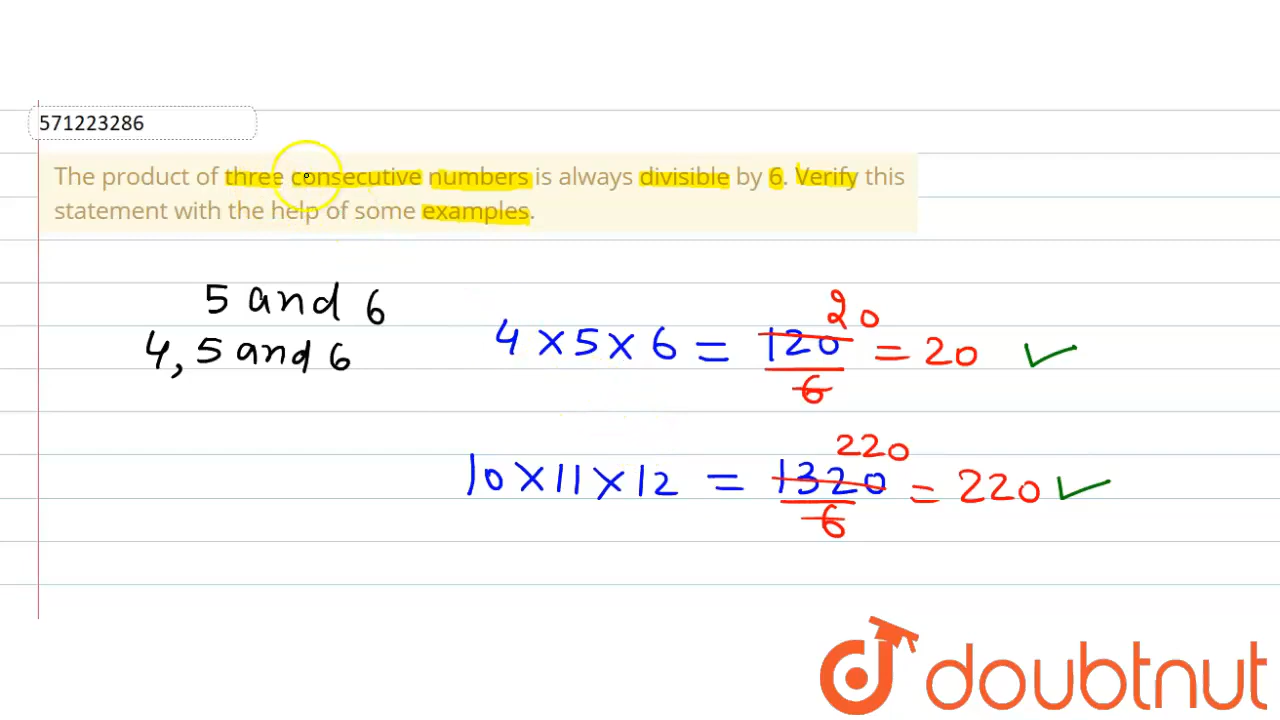 571223286
The product of three consecutive numbers is always divisible by 6. Verify this
statement with the help of some examples.
5 and 6
4, 5 and 6
20
4 × 5 × 6 = 120 = 20 ✓
6
220
10 × 11 × 12 = 1320 = 220 ✓
6
doubtnut